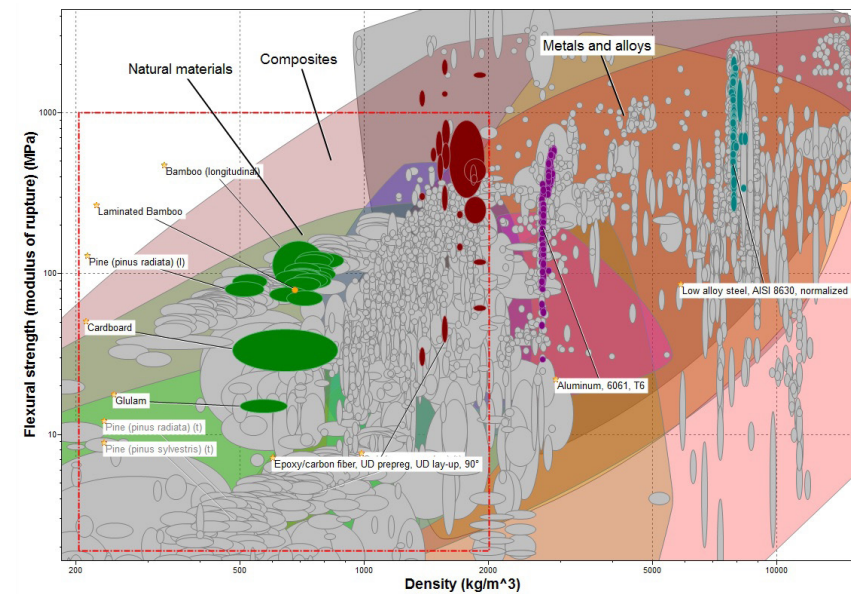 Flexural strength (modulus of rupture) (MPa)
1000
100
10
Natural materials
Composites
Metals and alloys
Bamboo (longitudinal)
Laminated Bamboo
Pine (pinus radiata) (l)
Cardboard
Glulam
Pine (pinus radiata) (t)
Pine (pinus sylvestris) (t)
Epoxy/carbon fiber, UD prepreg, UD lay-up, 90°
Aluminum, 6061, T6
Low alloy steel, AISI 8630, normalized
200
500
1000
2000
5000
10000
Density (kg/m^3)